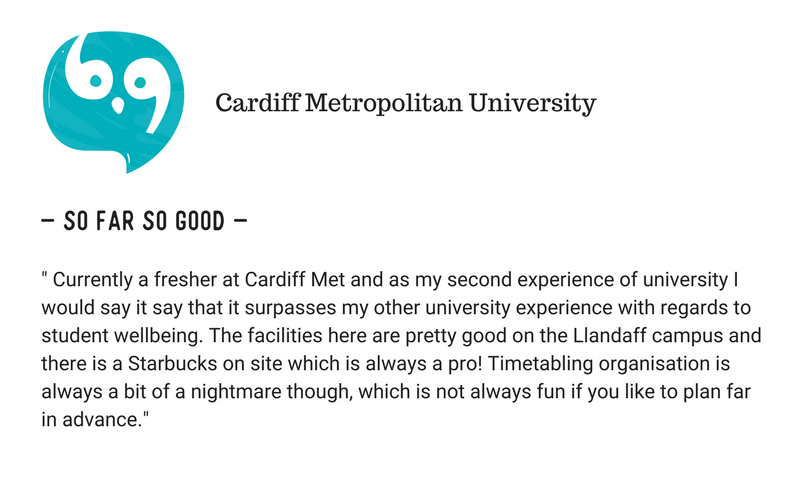 Cardiff Metropolitan University
– SO FAR SO GOOD –
" Currently a fresher at Cardiff Met and as my second experience of university I
would say it say that it surpasses my other university experience with regards to
student wellbeing. The facilities here are pretty good on the Llandaff campus and
there is a Starbucks on site which is always a pro! Timetabling organisation is
always a bit of a nightmare though, which is not always fun if you like to plan far
in advance."